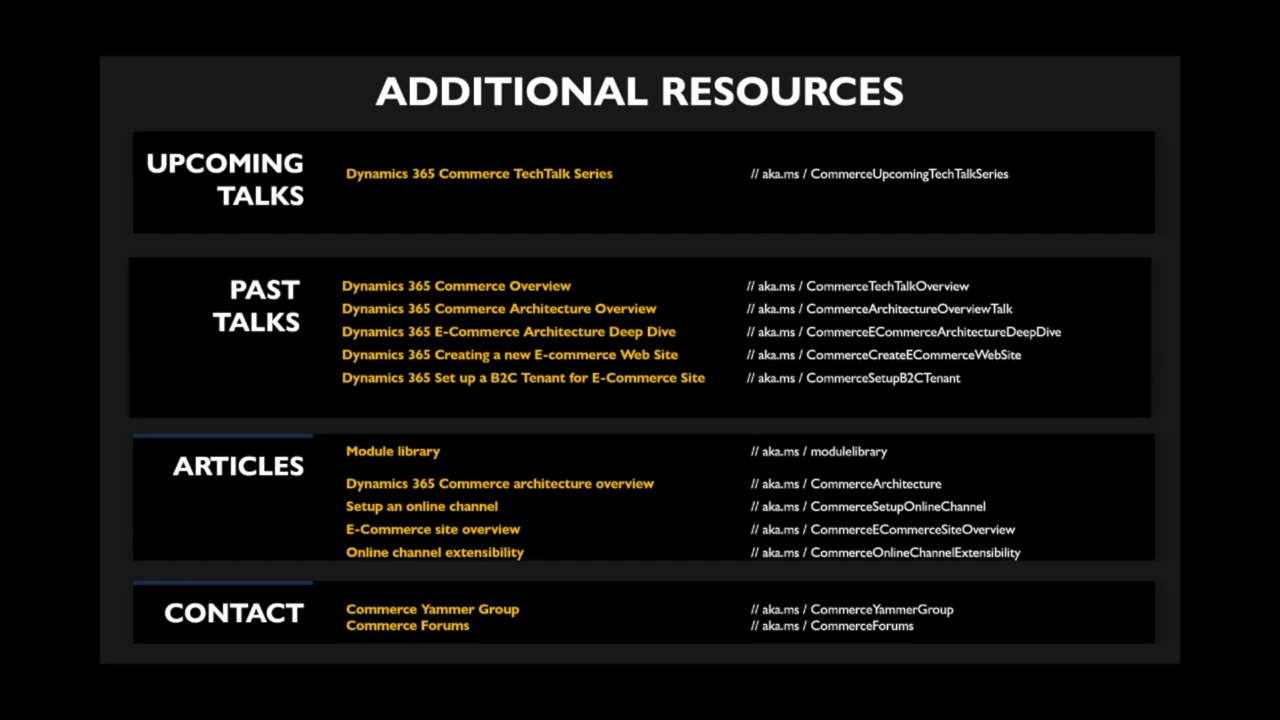 ADDITIONAL RESOURCES
UPCOMING
TALKS
Dynamics 365 Commerce TechTalk Series // aka.ms / CommerceUpcomingTechTalkSeries
PAST
TALKS
Dynamics 365 Commerce Overview // aka.ms / CommerceTechTalkOverview
Dynamics 365 Commerce Architecture Overview // aka.ms / CommerceArchitectureOverviewTalk
Dynamics 365 E-Commerce Architecture Deep Dive // aka.ms / CommerceECommerceArchitectureDeepDive
Dynamics 365 Creating a new E-commerce Web Site // aka.ms / CommerceCreateECommerceWebSite
Dynamics 365 Set up a B2C Tenant for E-Commerce Site // aka.ms / CommerceSetupB2CTenant
ARTICLES
Module library // aka.ms / modulelibrary
Dynamics 365 Commerce architecture overview // aka.ms / CommerceArchitecture
Setup an online channel // aka.ms / CommerceSetupOnlineChannel
E-Commerce site overview // aka.ms / CommerceECommerceSiteOverview
Online channel extensibility // aka.ms / CommerceOnlineChannelExtensibility
CONTACT
Commerce Yammer Group // aka.ms / CommerceYammerGroup
Commerce Forums // aka.ms / CommerceForums